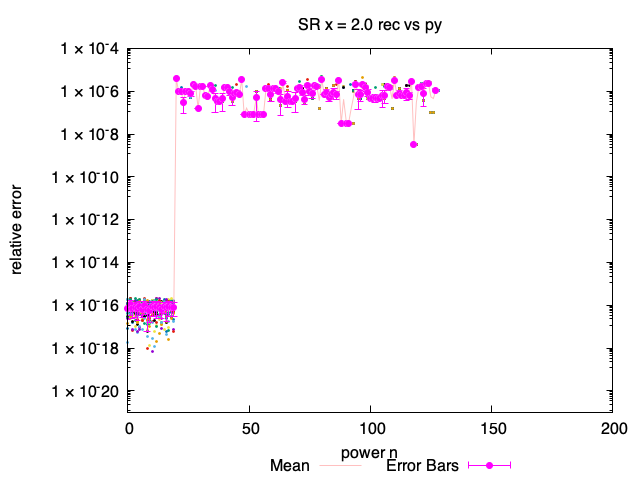 SR x = 2.0 rec vs py
1 × 10-4
1 × 10-6
1 × 10-8
1 × 10-10
1 × 10-12
1 × 10-14
1 × 10-16
1 × 10-18
1 × 10-20
relative error
0 50 100 150 200
power n
Mean Error Bars